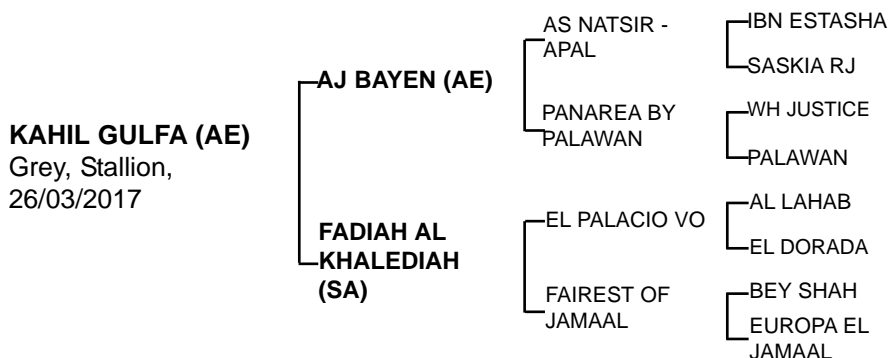 KAHIL GULFA (AE)
Grey, Stallion,
26/03/2017
AJ BAYEN (AE)
FADIAH AL
KHALEDIAH
(SA)
AS NATSIR -
APAL
PANAREA BY
PALAWAN
EL PALACIO VO
FAIREST OF
JAMAAL
IBN ESTASHA
SASKIA RJ
WH JUSTICE
PALAWAN
AL LAHAB
EL DORADA
BEY SHAH
EUROPA EL
JAMAAL